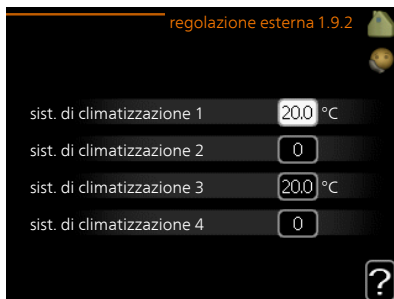 regolazione esterna 1.9.2
sist. di climatizzazione 1 20.0 °C
sist. di climatizzazione 2 0
sist. di climatizzazione 3 20.0 °C
sist. di climatizzazione 4 0
?